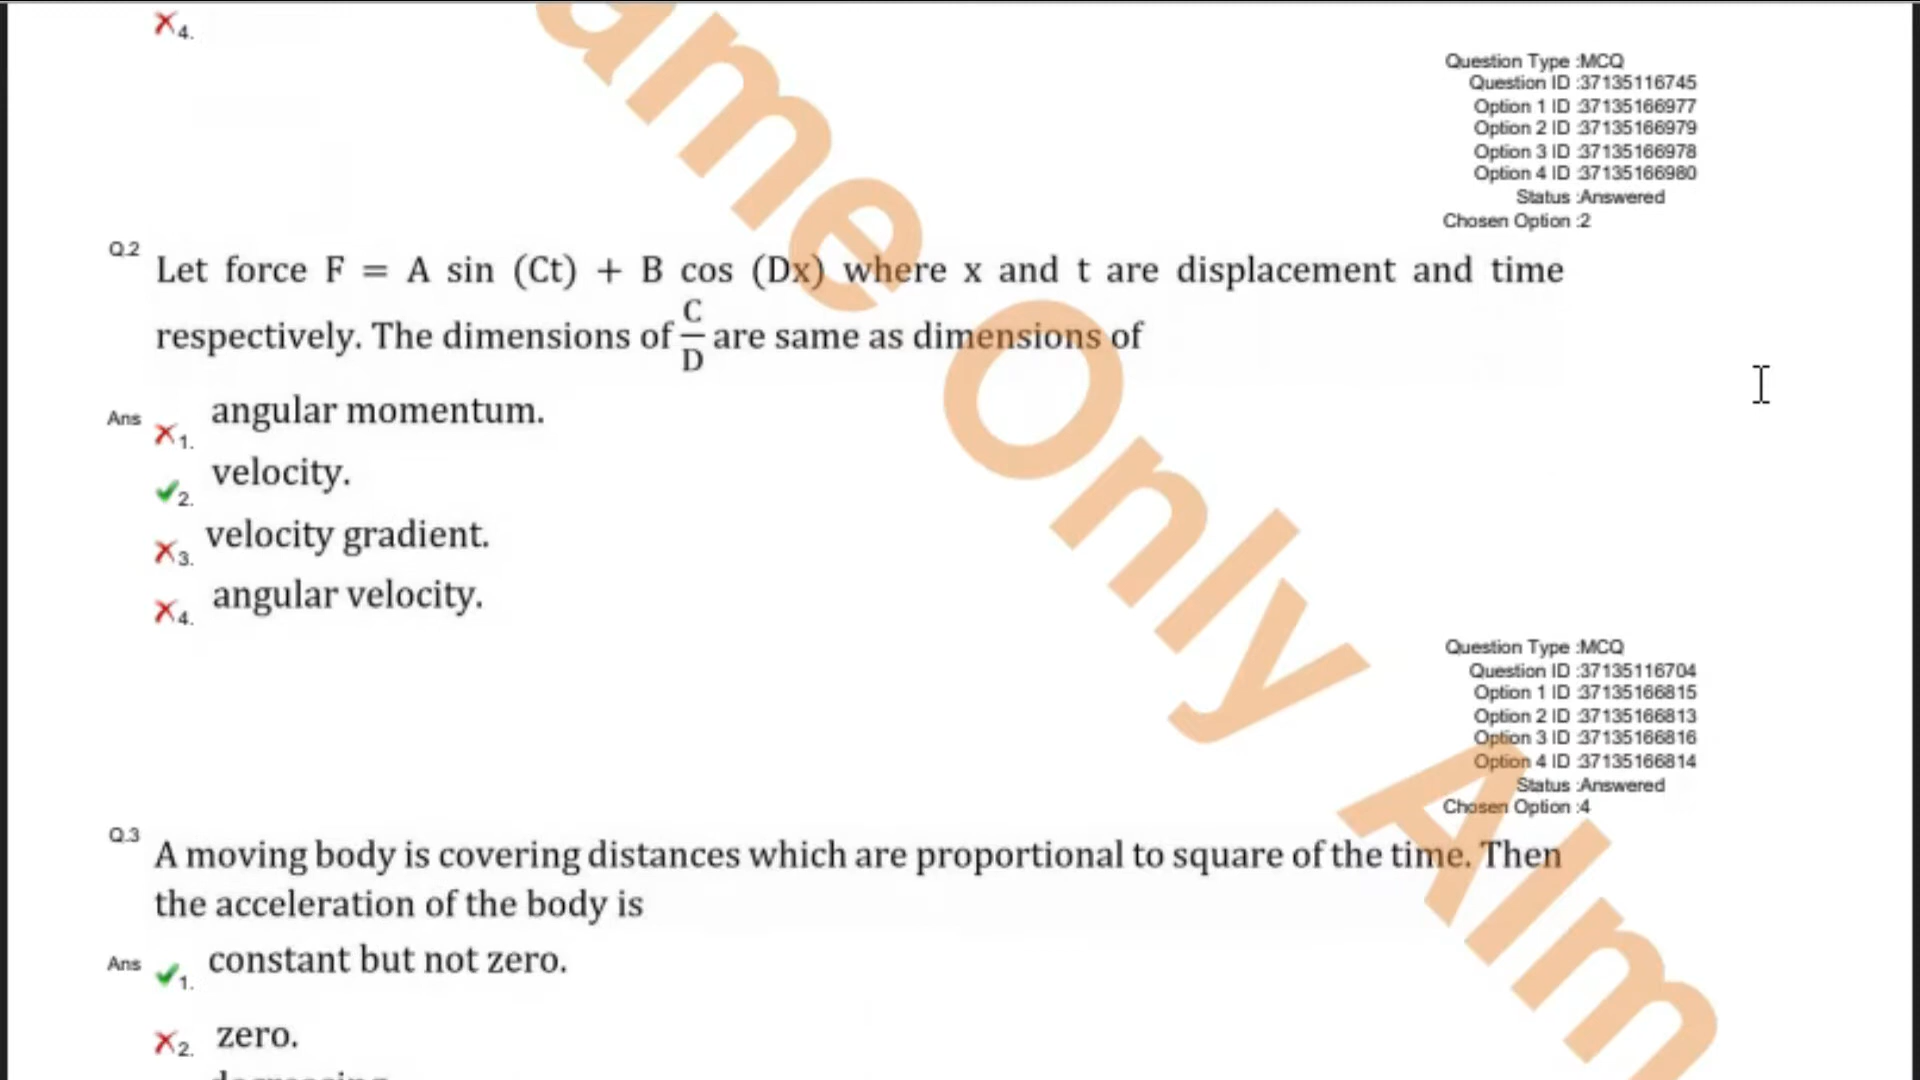 4.
Question Type :MCQ
Question ID :37135116745
Option 1 ID :37135166977
Option 2 ID :37135166979
Option 3 ID :37135166978
Option 4 ID :37135166980
Status :Answered
Chosen Option :2
Q.2 Let force F = A sin (Ct) + B cos (Dx) where x and t are displacement and time
respectively. The dimensions of C/D are same as dimensions of
Ans 1. angular momentum.
2. velocity.
3. velocity gradient.
4. angular velocity.
Question Type :MCQ
Question ID :37135116704
Option 1 ID :37135166815
Option 2 ID :37135166813
Option 3 ID :37135166816
Option 4 ID :37135166814
Status :Answered
Chosen Option :4
Q.3 A moving body is covering distances which are proportional to square of the time. Then
the acceleration of the body is
Ans 1. constant but not zero.
2. zero.
ame Only Aim